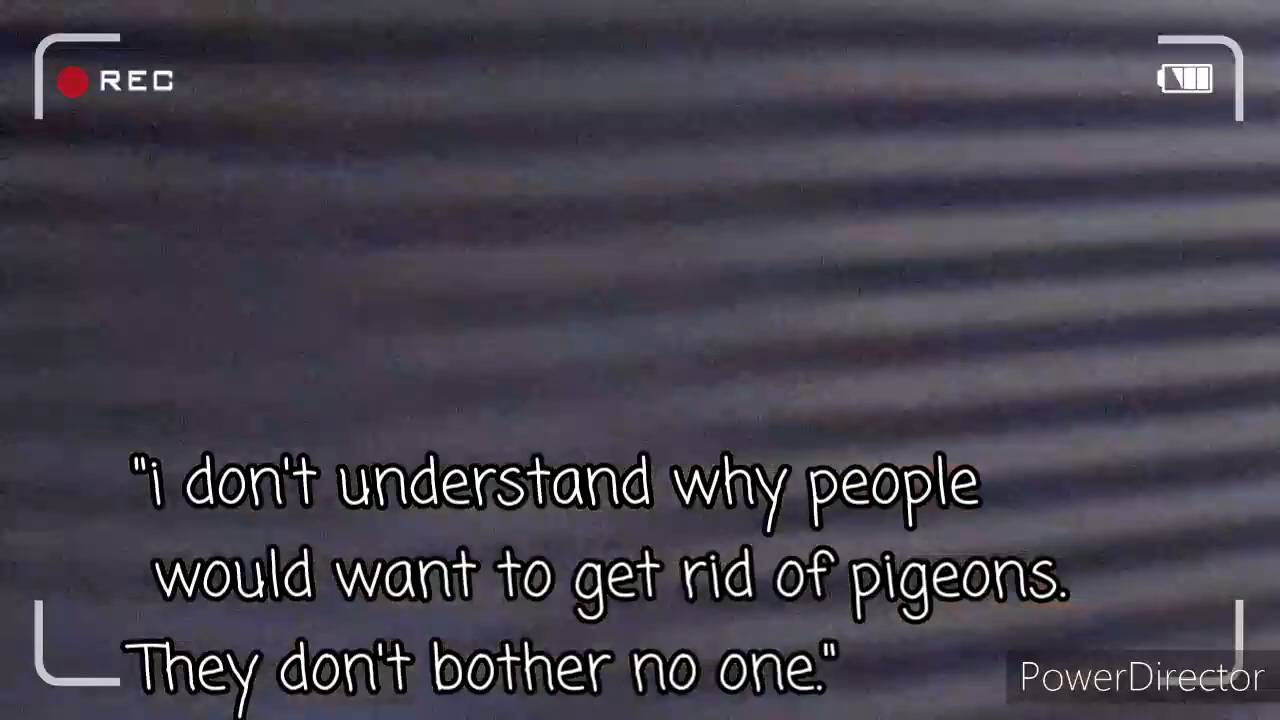 REC
"i don't understand why people
would want to get rid of pigeons.
They don't bother no one."
PowerDirector